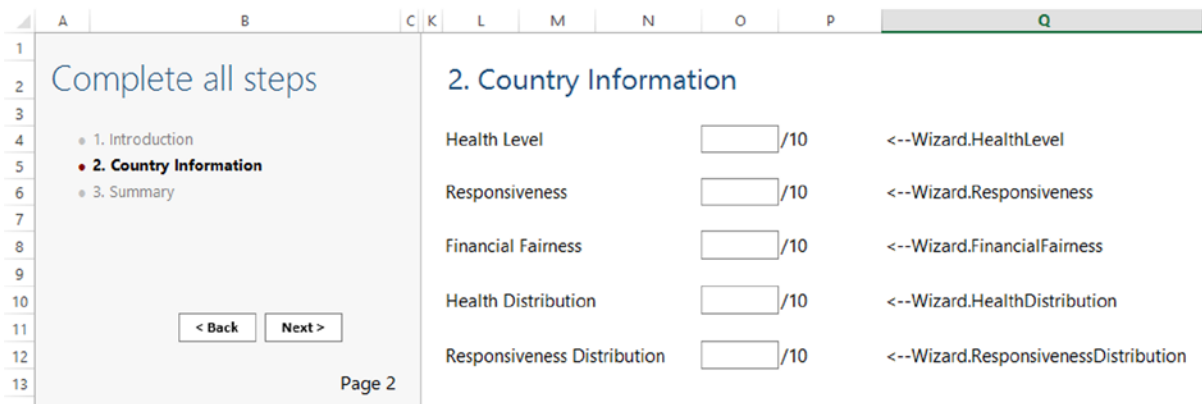 A B C K L M N O P Q
1
2 Complete all steps 2. Country Information
3
4 1. Introduction Health Level /10 <--Wizard.HealthLevel
5 2. Country Information
6 3. Summary Responsiveness /10 <--Wizard.Responsiveness
7
8 Financial Fairness /10 <--Wizard.FinancialFairness
9
10 Health Distribution /10 <--Wizard.HealthDistribution
11 < Back Next >
12 Responsiveness Distribution /10 <--Wizard.ResponsivenessDistribution
13 Page 2